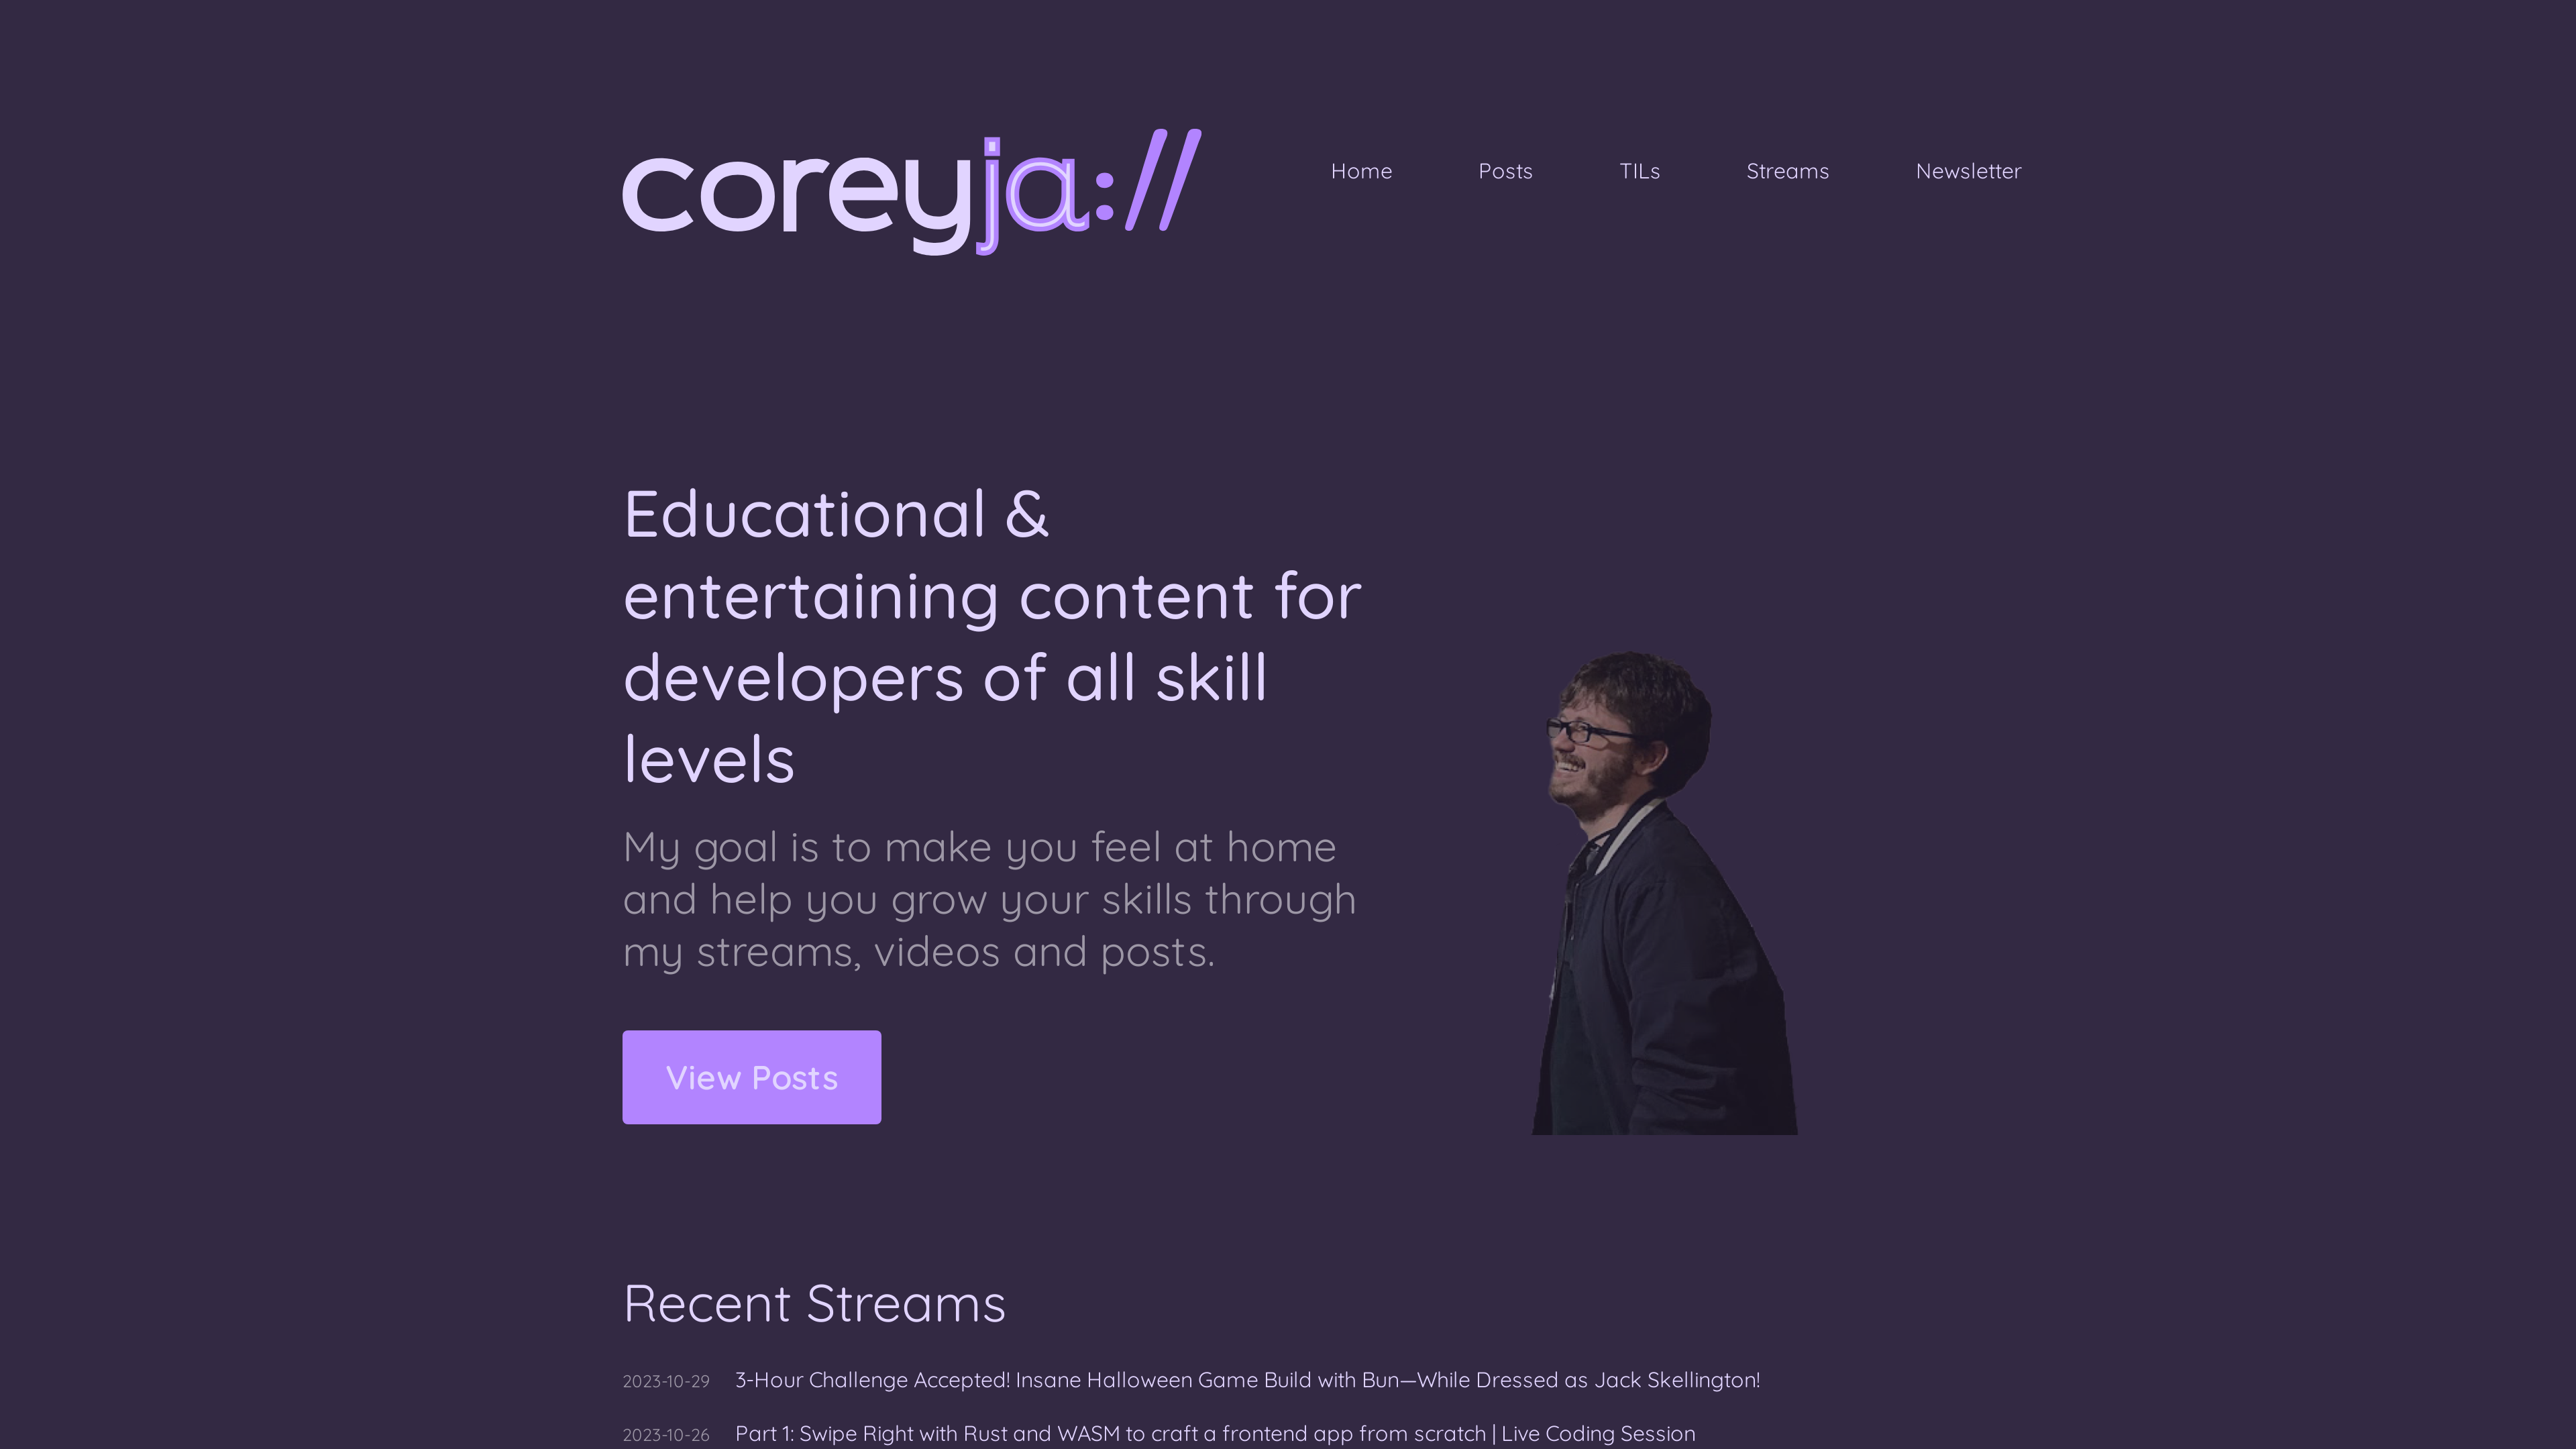 coreyja://
Home Posts TILs Streams Newsletter
Educational &
entertaining content for
developers of all skill
levels
My goal is to make you feel at home
and help you grow your skills through
my streams, videos and posts.
View Posts
Recent Streams
2023-10-29 3-Hour Challenge Accepted! Insane Halloween Game Build with Bun—While Dressed as Jack Skellington!
2023-10-26 Part 1: Swipe Right with Rust and WASM to craft a frontend app from scratch | Live Coding Session